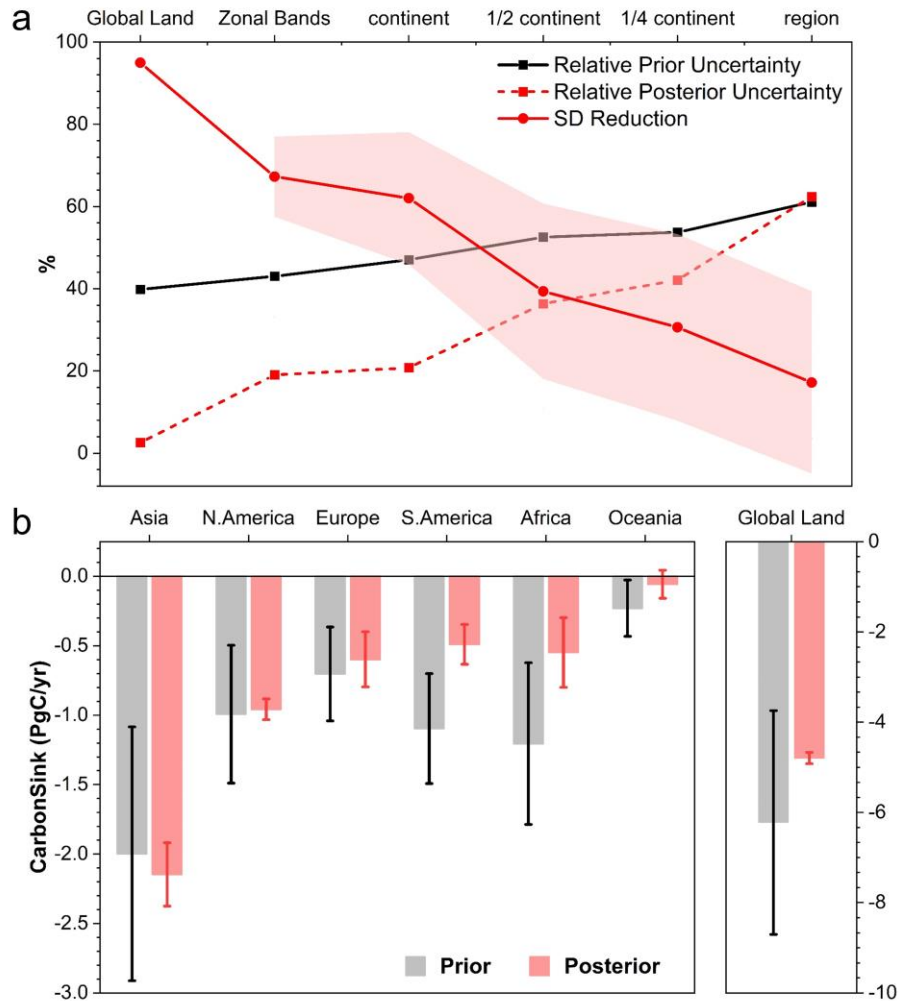 a
Global Land Zonal Bands continent 1/2 continent 1/4 continent region
100
80
60
40
20
0
%
Relative Prior Uncertainty
Relative Posterior Uncertainty
SD Reduction
b
Asia N.America Europe S.America Africa Oceania Global Land
0.0
-0.5
-1.0
-1.5
-2.0
-2.5
-3.0
CarbonSink (PgC/yr)
Prior Posterior
0
-2
-4
-6
-8
-10